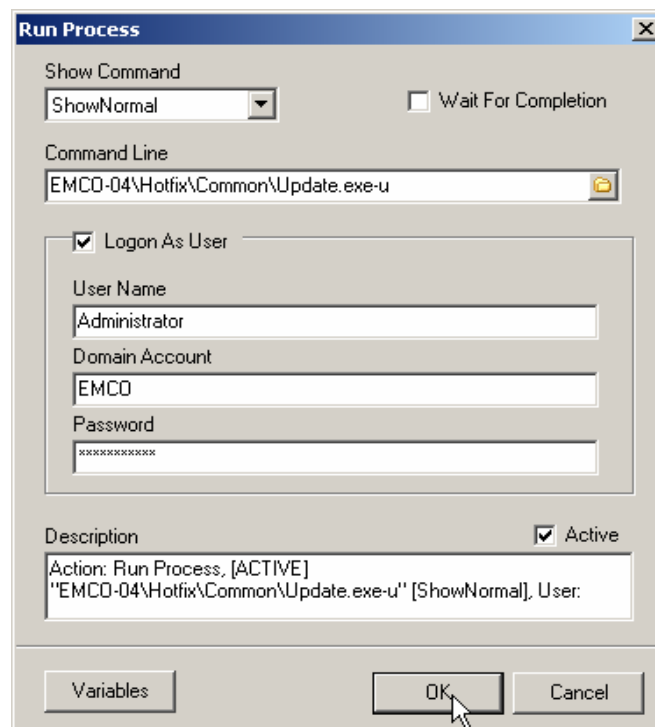 Run Process
Show Command
ShowNormal
Wait For Completion
Command Line
EMCO-04\Hotfix\Common\Update.exe-u
Logon As User
User Name
Administrator
Domain Account
EMCO
Password
***********
Description
Active
Action: Run Process, [ACTIVE]
"EMCO-04\Hotfix\Common\Update.exe-u" [ShowNormal], User:
Variables
OK
Cancel